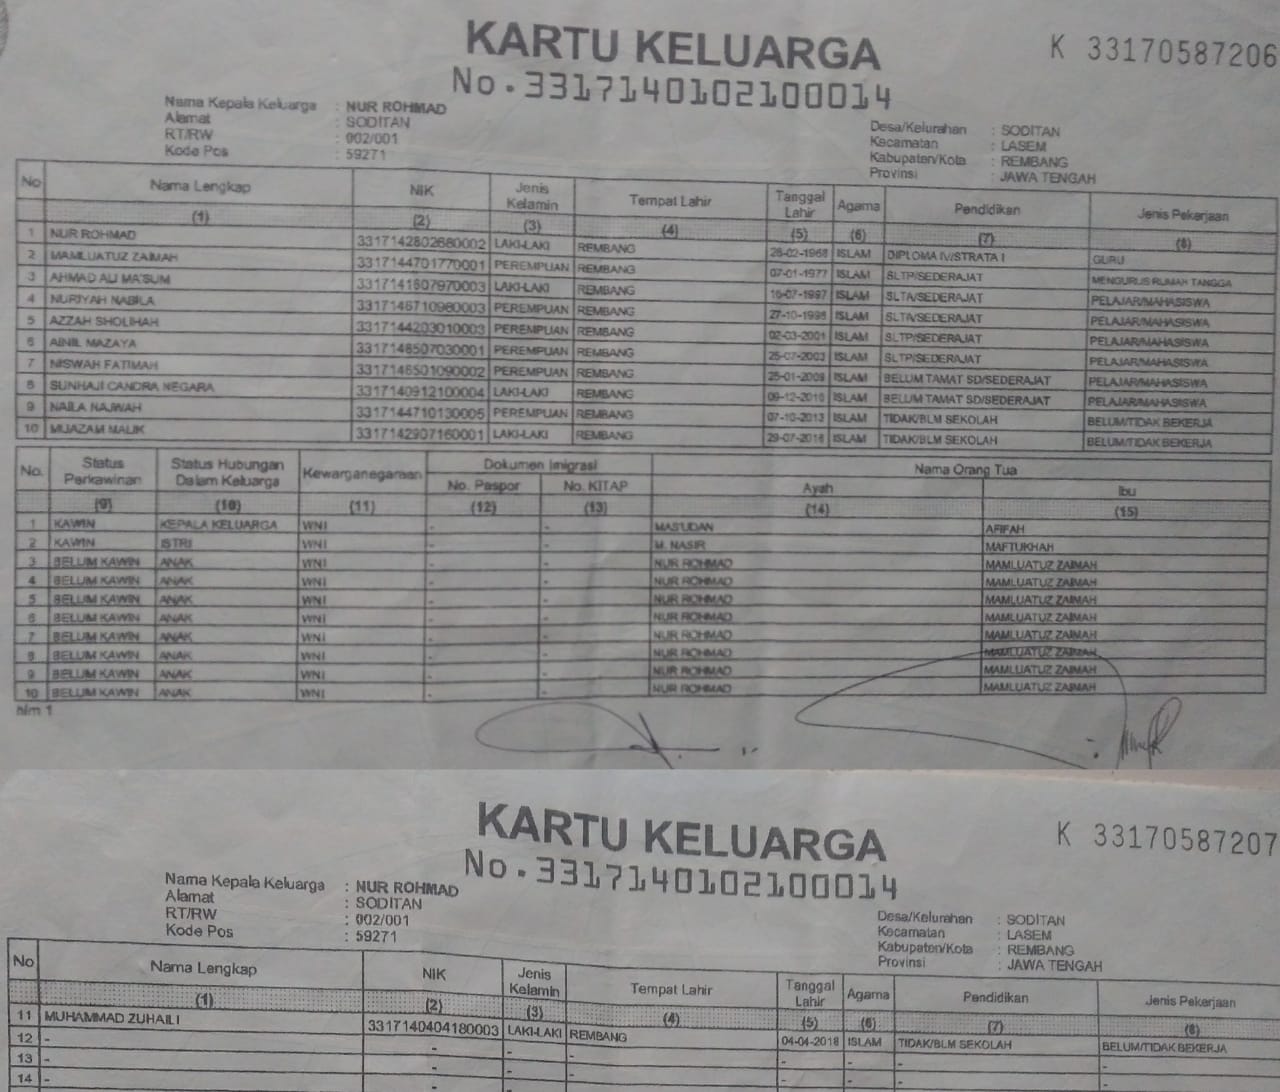 KARTU KELUARGA
K 33170587206
No.3317140102100014
Nama Kepala Keluarga : NUR ROHMAD
Alamat : SODITAN
RT/RW : 002/001
Kode Pos : 59271
Desa/Kelurahan : SODITAN
Kecamatan : LASEM
Kabupaten/Kota : REMBANG
Provinsi : JAWA TENGAH
No Nama Lengkap NIK Jenis Kelamin Tempat Lahir Tanggal Lahir Agama Pendidikan Jenis Pekerjaan
(1) (2) (3) (4) (5) (6) (7) (8)
1 NUR ROHMAD 3317142802680002 LAKI-LAKI REMBANG 28-02-1968 ISLAM DIPLOMA IV/STRATA I GURU
2 MAMLUATUZ ZAIMAH 3317144701770001 PEREMPUAN REMBANG 07-01-1977 ISLAM SLTP/SEDERAJAT MENGURUS RUMAH TANGGA
3 AHMAD ALI MA'SUM 3317141607970003 LAKI-LAKI REMBANG 16-07-1997 ISLAM SLTA/SEDERAJAT PELAJAR/MAHASISWA
4 NURIYAH NABILA 3317146710980003 PEREMPUAN REMBANG 27-10-1998 ISLAM SLTA/SEDERAJAT PELAJAR/MAHASISWA
5 AZZAH SHOLIHAH 3317144203010003 PEREMPUAN REMBANG 02-03-2001 ISLAM SLTP/SEDERAJAT PELAJAR/MAHASISWA
6 AINIL MAZAYA 3317146507030001 PEREMPUAN REMBANG 25-07-2003 ISLAM SLTP/SEDERAJAT PELAJAR/MAHASISWA
7 NISWAH FATIMAH 3317146501090002 PEREMPUAN REMBANG 25-01-2009 ISLAM BELUM TAMAT SD/SEDERAJAT PELAJAR/MAHASISWA
8 SUNHAJI CANDRA NEGARA 3317140912100004 LAKI-LAKI REMBANG 09-12-2010 ISLAM BELUM TAMAT SD/SEDERAJAT PELAJAR/MAHASISWA
9 NAILA NAJWAH 3317144710130005 PEREMPUAN REMBANG 07-10-2013 ISLAM TIDAK/BLM SEKOLAH BELUM/TIDAK BEKERJA
10 MUAZAM MALIK 3317142907160001 LAKI-LAKI REMBANG 29-07-2016 ISLAM TIDAK/BLM SEKOLAH BELUM/TIDAK BEKERJA
No. Status Perkawinan Status Hubungan Dalam Keluarga Kewarganegaraan Dokumen Imigrasi Nama Orang Tua
No. Paspor No. KITAP Ayah Ibu
(9) (10) (11) (12) (13) (14) (15)
1 KAWIN KEPALA KELUARGA WNI - - MAS'UDAN AFIFAH
2 KAWIN ISTRI WNI - - M. NASIR MAFTUKHAH
3 BELUM KAWIN ANAK WNI - - NUR ROHMAD MAMLUATUZ ZAIMAH
4 BELUM KAWIN ANAK WNI - - NUR ROHMAD MAMLUATUZ ZAIMAH
5 BELUM KAWIN ANAK WNI - - NUR ROHMAD MAMLUATUZ ZAIMAH
6 BELUM KAWIN ANAK WNI - - NUR ROHMAD MAMLUATUZ ZAIMAH
7 BELUM KAWIN ANAK WNI - - NUR ROHMAD MAMLUATUZ ZAIMAH
8 BELUM KAWIN ANAK WNI - - NUR ROHMAD MAMLUATUZ ZAIMAH
9 BELUM KAWIN ANAK WNI - - NUR ROHMAD MAMLUATUZ ZAIMAH
10 BELUM KAWIN ANAK WNI - - NUR ROHMAD MAMLUATUZ ZAIMAH
hlm 1
KARTU KELUARGA
K 33170587207
No.3317140102100014
Nama Kepala Keluarga : NUR ROHMAD
Alamat : SODITAN
RT/RW : 002/001
Kode Pos : 59271
Desa/Kelurahan : SODITAN
Kecamatan : LASEM
Kabupaten/Kota : REMBANG
Provinsi : JAWA TENGAH
No Nama Lengkap NIK Jenis Kelamin Tempat Lahir Tanggal Lahir Agama Pendidikan Jenis Pekerjaan
(1) (2) (3) (4) (5) (6) (7) (8)
11 MUHAMMAD ZUHAILI 3317140404180003 LAKI-LAKI REMBANG 04-04-2018 ISLAM TIDAK/BLM SEKOLAH BELUM/TIDAK BEKERJA
12 - - - - - - - -
13 - - - - - - - -
14 -